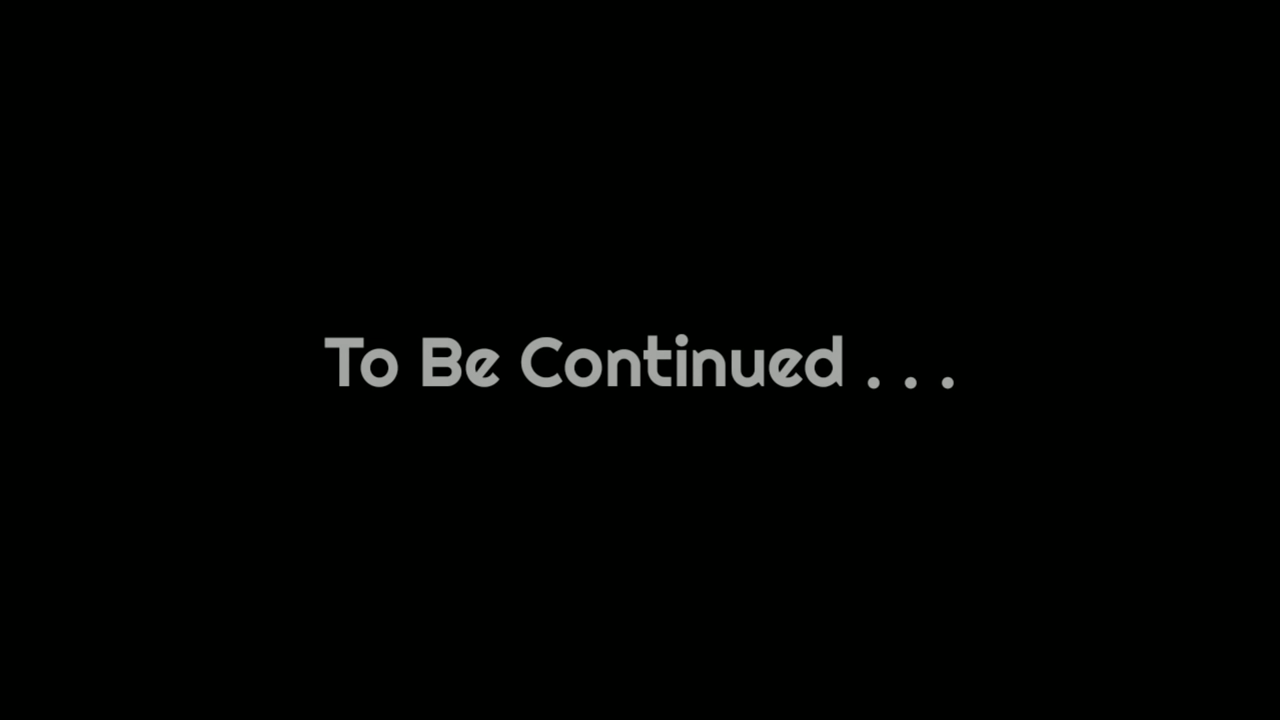 To Be Continued . . .